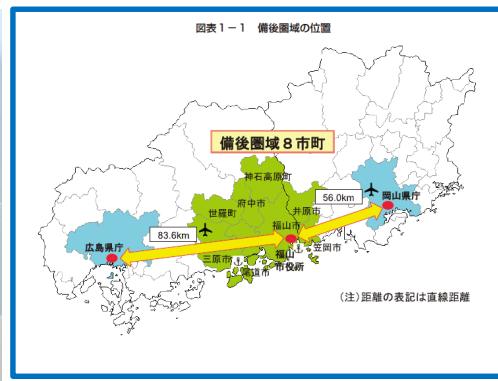 図表1-1 備後圏域の位置
備後圏域8市町
神石高原町
56.0km
岡山県庁
府中市
世羅町
井原市
83.6km
福山市
広島県庁
三原市
福山
市役所
笠岡市
尾道市
(注)距離の表記は直線距離